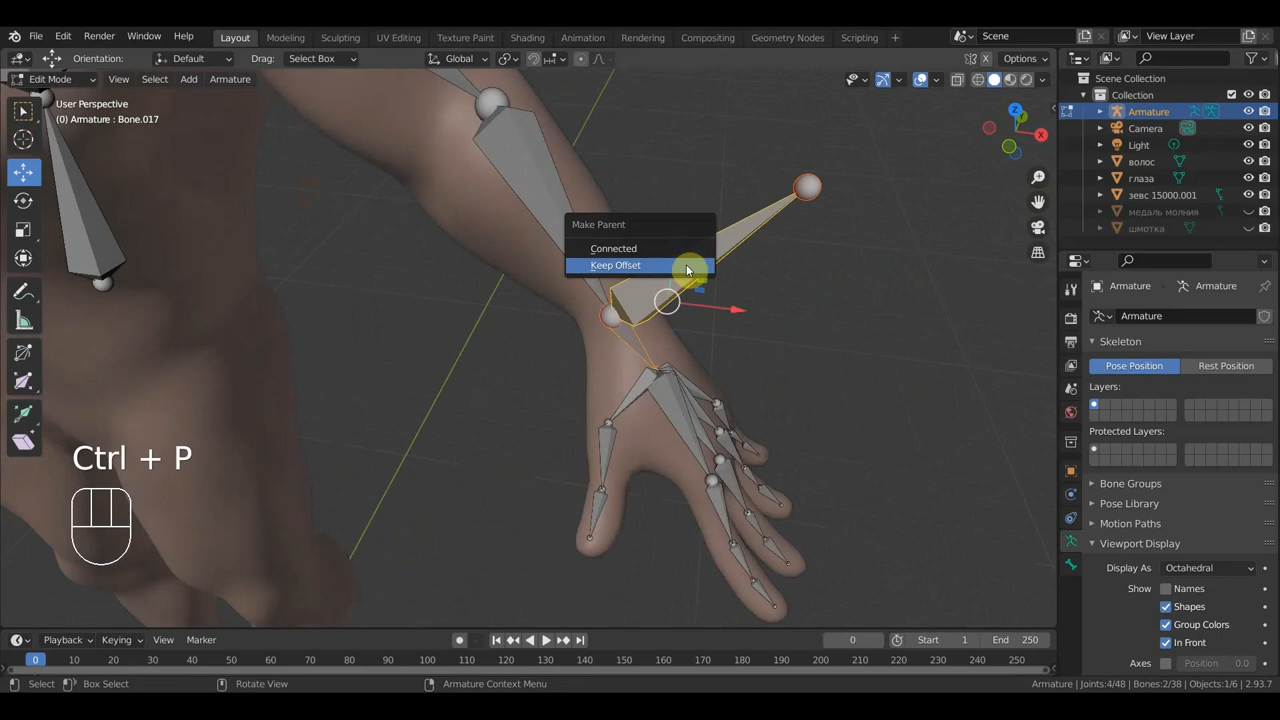 File Edit Render Window Help Layout Modeling Sculpting UV Editing Texture Paint Shading Animation Rendering Compositing Geometry Nodes Scripting + Scene View Layer
Orientation: Default Drag: Select Box Global Options
Edit Mode View Select Add Armature
User Perspective
(0) Armature : Bone.017
Make Parent
Connected
Keep Offset
Ctrl + P
X
Z
Scene Collection
Collection
Armature
Camera
Light
волос
глаза
зевс 15000.001
медаль молния
шмотка
Armature Armature
Armature
Skeleton
Pose Position Rest Position
Layers:
Protected Layers:
Bone Groups
Pose Library
Motion Paths
Viewport Display
Display As Octahedral
Show Names
Shapes
Group Colors
In Front
Axes Position 0.0
Playback Keying View Marker 0 Start 1 End 250
0 10 20 30 40 50 60 70 80 90 100 110 120 130 140 150 160 170 180 190 200 210 220 230 240 250
Select Box Select Rotate View Armature Context Menu Armature | Joints:4/48 | Bones:2/38 | Objects:1/6 | 2.93.7